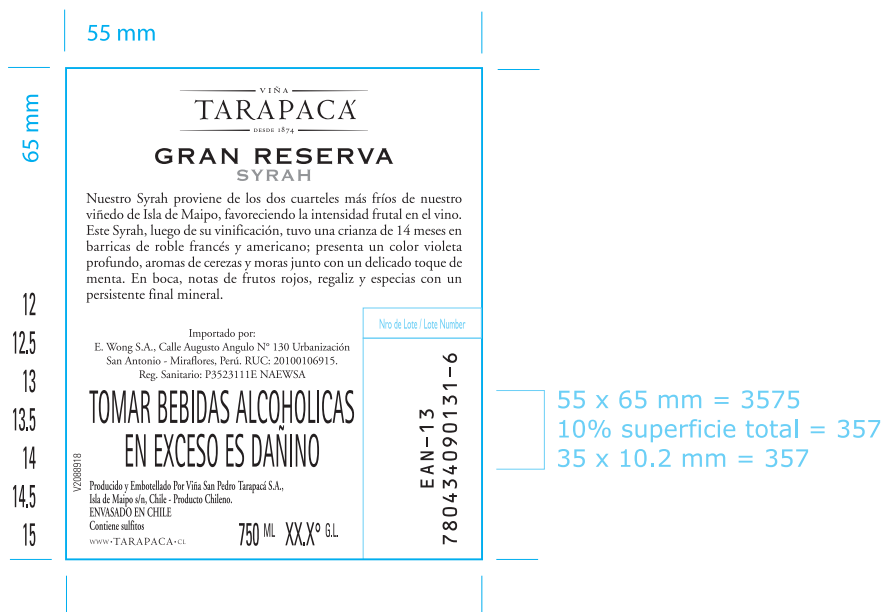 55 mm
65 mm
VIÑA
TARAPACÁ
DESDE 1874
GRAN RESERVA
SYRAH
Nuestro Syrah proviene de los dos cuarteles más fríos de nuestro
viñedo de Isla de Maipo, favoreciendo la intensidad frutal en el vino.
Este Syrah, luego de su vinificación, tuvo una crianza de 14 meses en
barricas de roble francés y americano; presenta un color violeta
profundo, aromas de cerezas y moras junto con un delicado toque de
menta. En boca, notas de frutos rojos, regaliz y especias con un
persistente final mineral.
12
12.5
13
13.5
14
14.5
15
Importado por:
E. Wong S.A., Calle Augusto Angulo N° 130 Urbanización
San Antonio - Miraflores, Perú. RUC: 20100106915.
Reg. Sanitario: P3523111E NAEWSA
TOMAR BEBIDAS ALCOHOLICAS
EN EXCESO ES DAÑINO
V2088918
Producido y Embotellado Por Viña San Pedro Tarapacá S.A.,
Isla de Maipo s/n, Chile - Producto Chileno.
ENVASADO EN CHILE
Contiene sulfitos
WWW•TARAPACA•CL
750 ML XX.X° G.L.
Nro de Lote / Lote Number
EAN-13
780434090131-6
55 x 65 mm = 3575
10% superficie total = 357
35 x 10.2 mm = 357